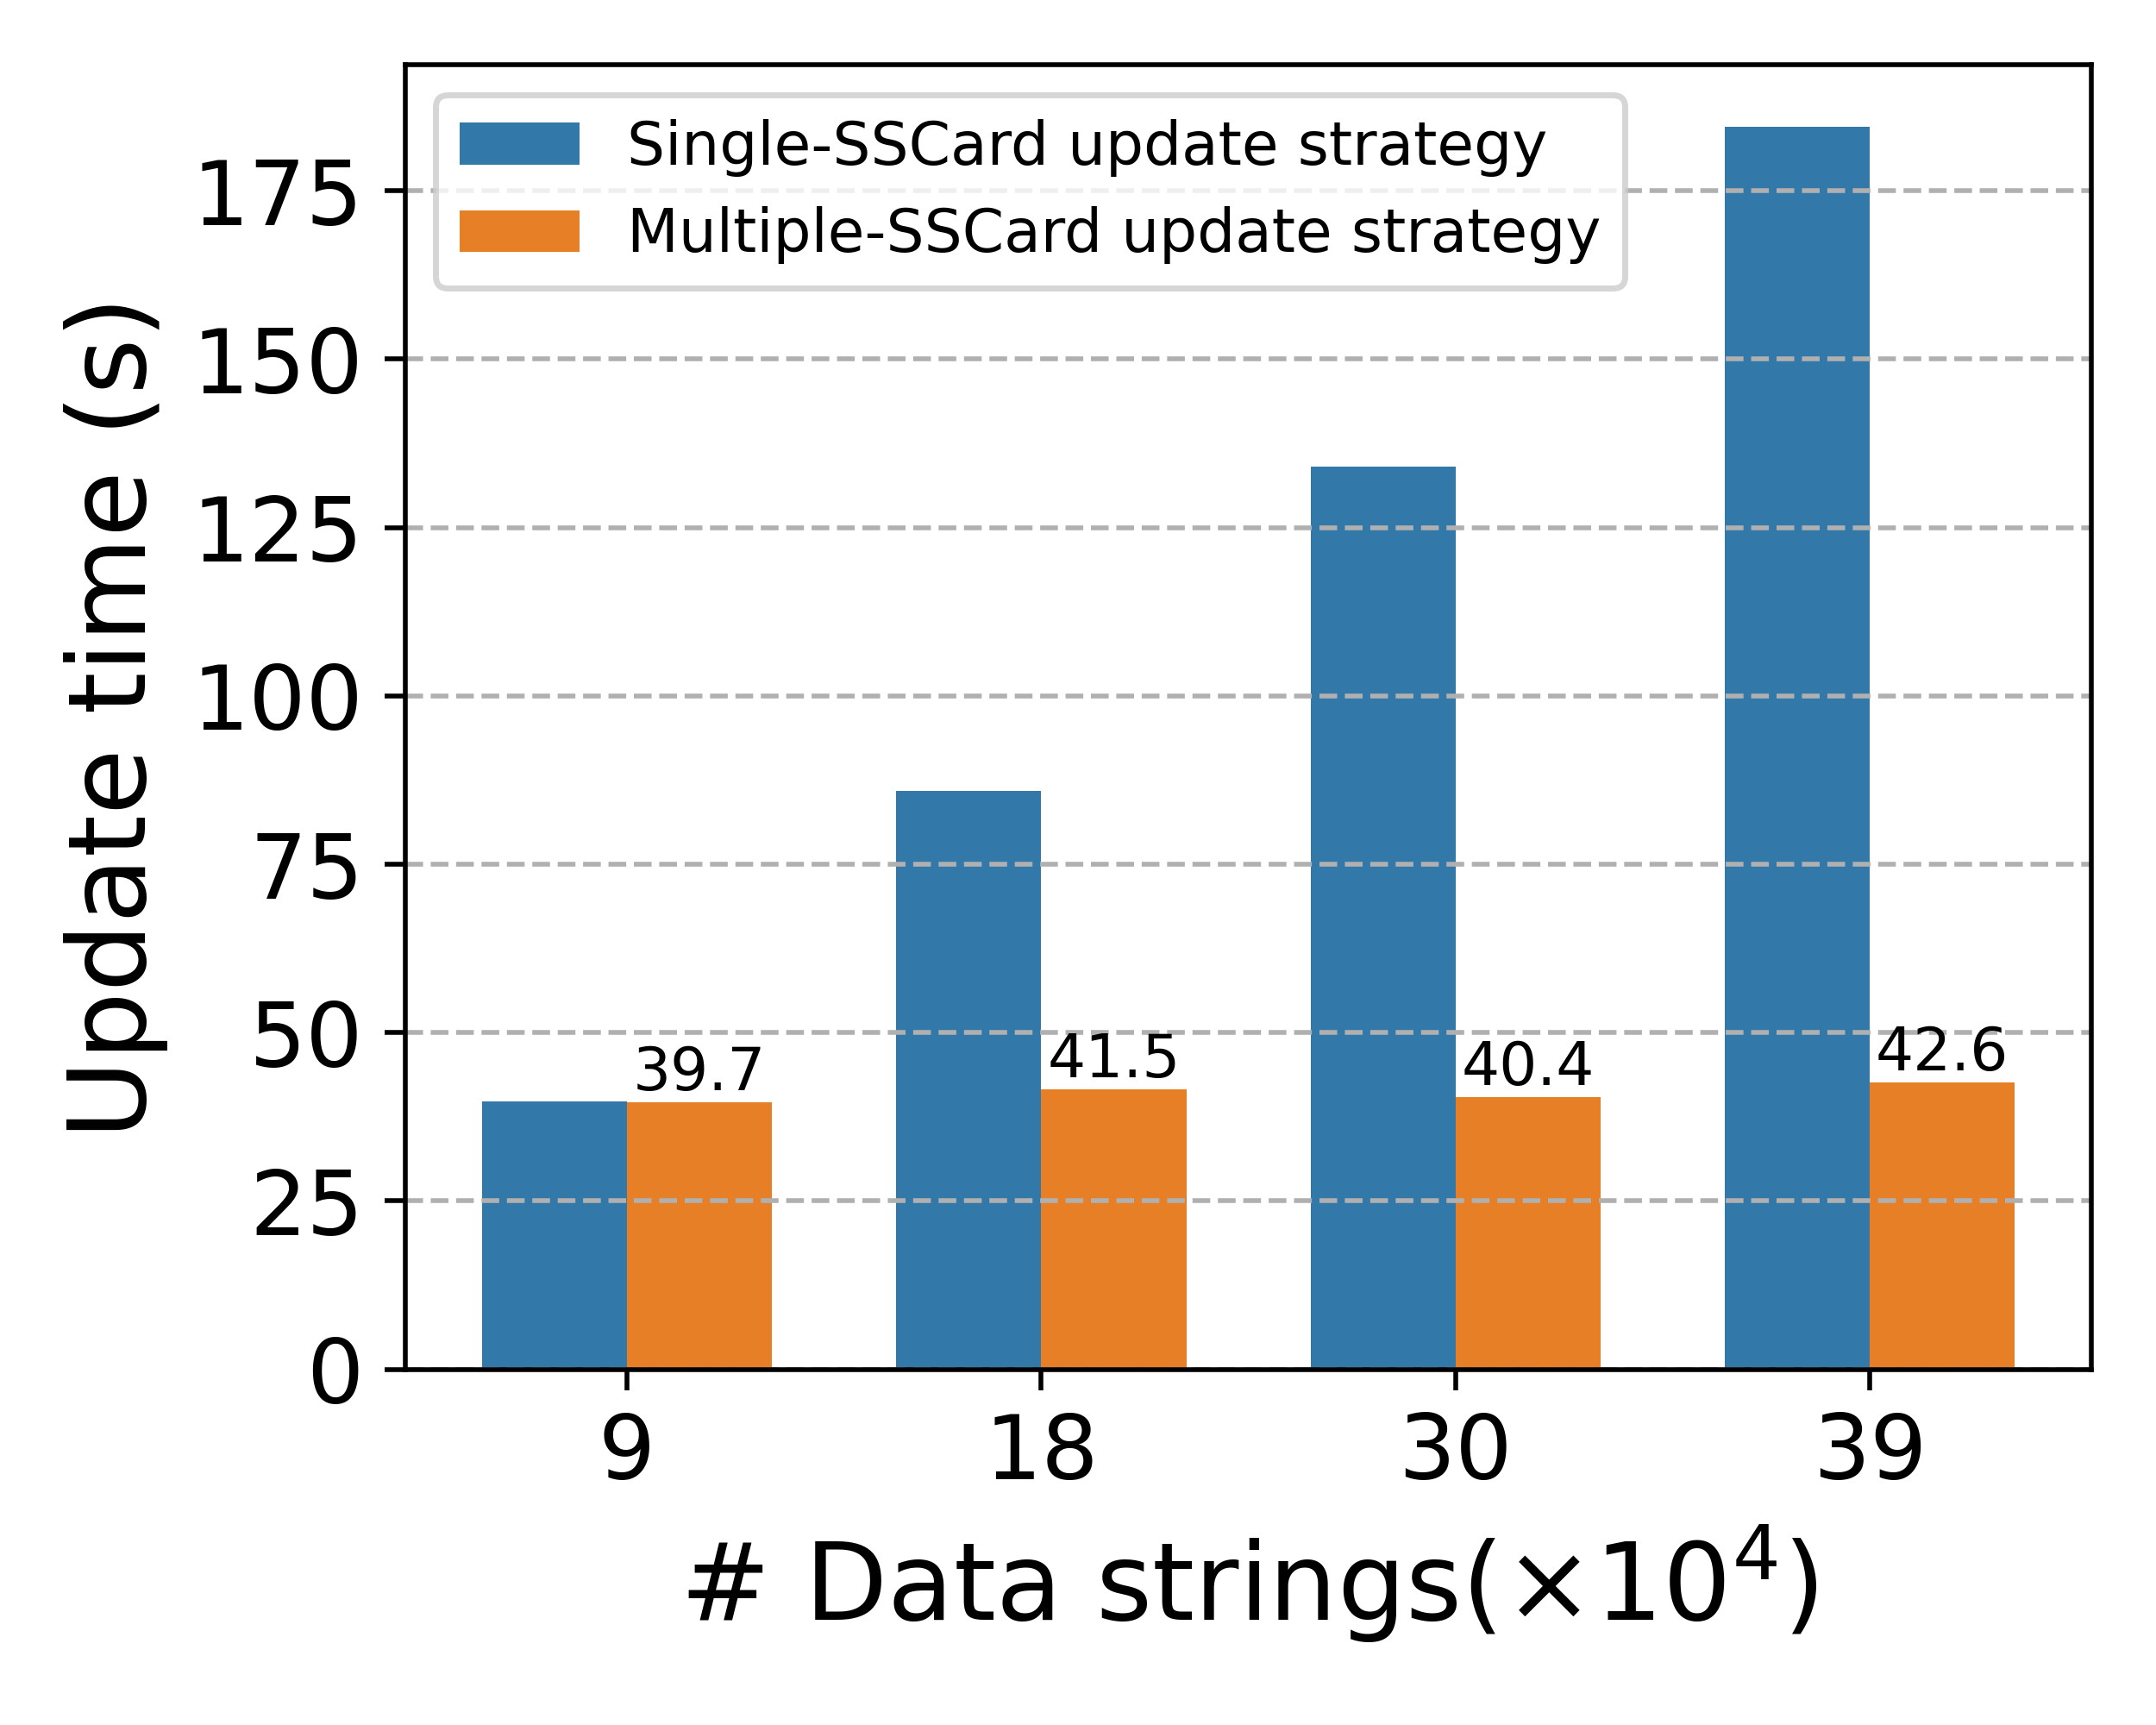 Single-SSCard update strategy
Multiple-SSCard update strategy
Update time (s)
175
150
125
100
75
50
25
0
39.7
41.5
40.4
42.6
9 18 30 39
# Data strings(×10⁴)